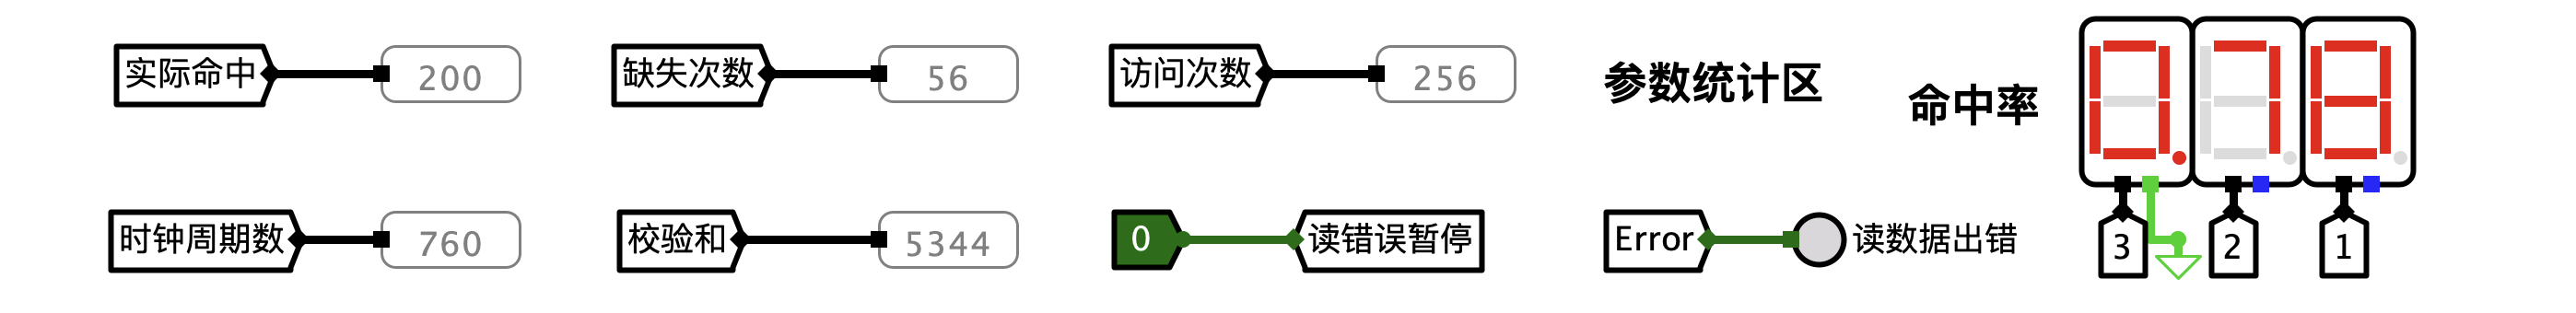 实际命中 200 缺失次数 56 访问次数 256 参数统计区 命中率 0.78
时钟周期数 760 校验和 5344 0 读错误暂停 Error 读数据出错 3 2 1